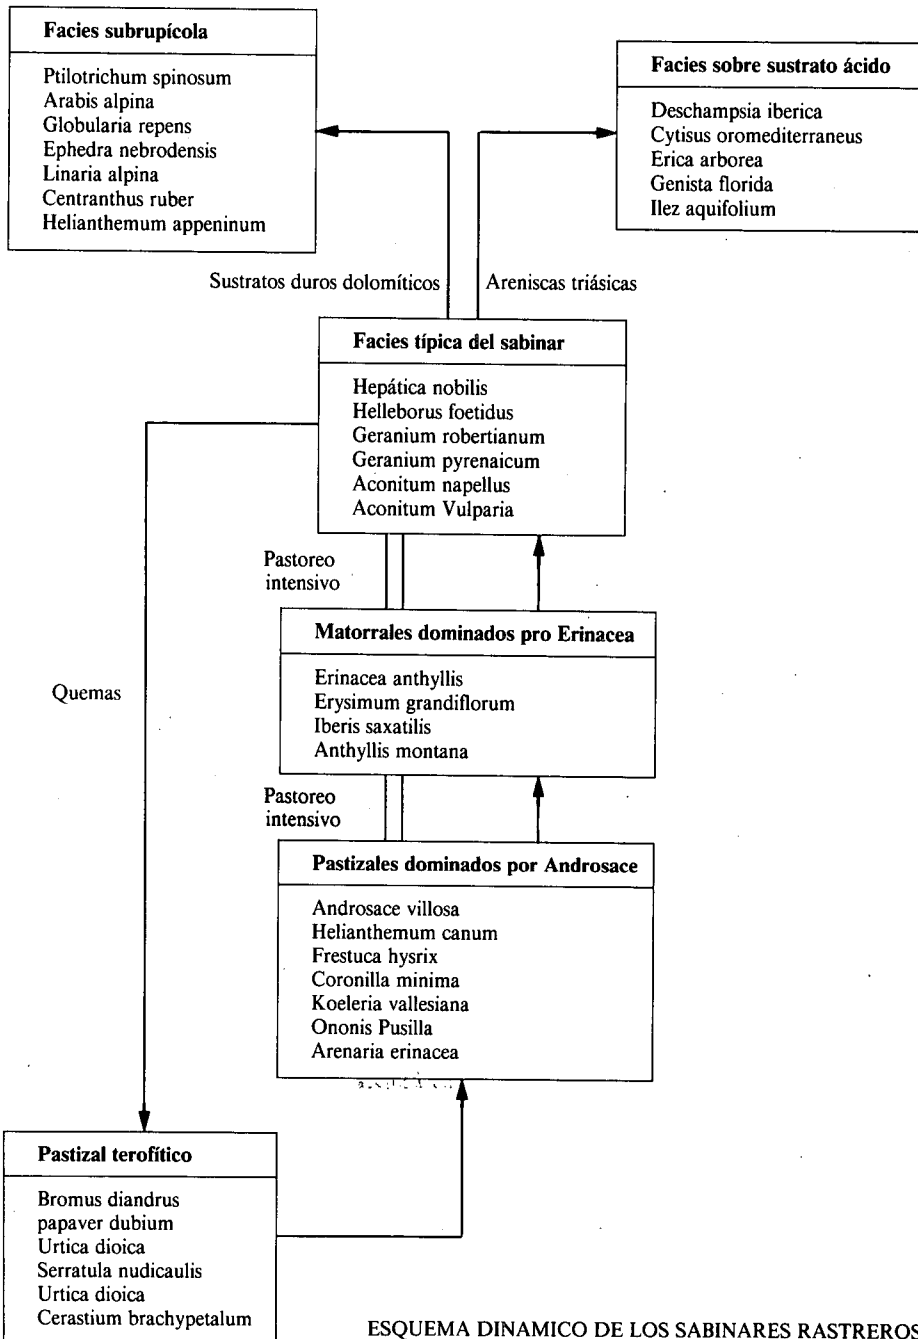 Facies subrupícola
Ptilotrichum spinosum
Arabis alpina
Globularia repens
Ephedra nebrodensis
Linaria alpina
Centranthus ruber
Helianthemum appeninum
Facies sobre sustrato ácido
Deschampsia iberica
Cytisus oromediterraneus
Erica arborea
Genista florida
Ilez aquifolium
Sustratos duros dolomíticos
Areniscas triásicas
Facies típica del sabinar
Hepática nobilis
Helleborus foetidus
Geranium robertianum
Geranium pyrenaicum
Aconitum napellus
Aconitum Vulparia
Pastoreo
intensivo
Matorrales dominados pro Erinacea
Erinacea anthyllis
Erysimum grandiflorum
Iberis saxatilis
Anthyllis montana
Quemas
Pastoreo
intensivo
Pastizales dominados por Androsace
Androsace villosa
Helianthemum canum
Frestuca hysrix
Coronilla minima
Koeleria vallesiana
Ononis Pusilla
Arenaria erinacea
Pastizal terofítico
Bromus diandrus
papaver dubium
Urtica dioica
Serratula nudicaulis
Urtica dioica
Cerastium brachypetalum
ESQUEMA DINAMICO DE LOS SABINARES RASTREROS